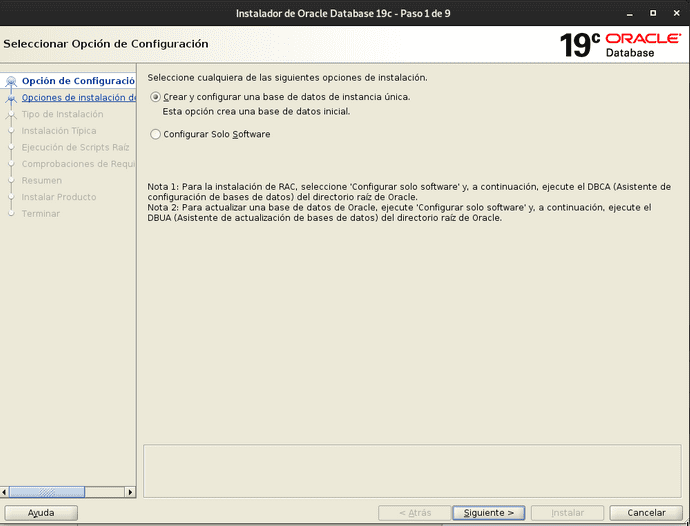 Instalador de Oracle Database 19c - Paso 1 de 9
Seleccionar Opción de Configuración
19c ORACLE
Database
Opción de Configuració
Opciones de instalación de
Tipo de Instalación
Instalación Típica
Ejecución de Scripts Raíz
Comprobaciones de Requi
Resumen
Instalar Producto
Terminar
Seleccione cualquiera de las siguientes opciones de instalación.
Crear y configurar una base de datos de instancia única.
Esta opción crea una base de datos inicial.
Configurar Solo Software
Nota 1: Para la instalación de RAC, seleccione 'Configurar solo software' y, a continuación, ejecute el DBCA (Asistente de
configuración de bases de datos) del directorio raíz de Oracle.
Nota 2: Para actualizar una base de datos de Oracle, ejecute 'Configurar solo software' y, a continuación, ejecute el
DBUA (Asistente de actualización de bases de datos) del directorio raíz de Oracle.
Ayuda
< Atrás
Siguiente >
Instalar
Cancelar